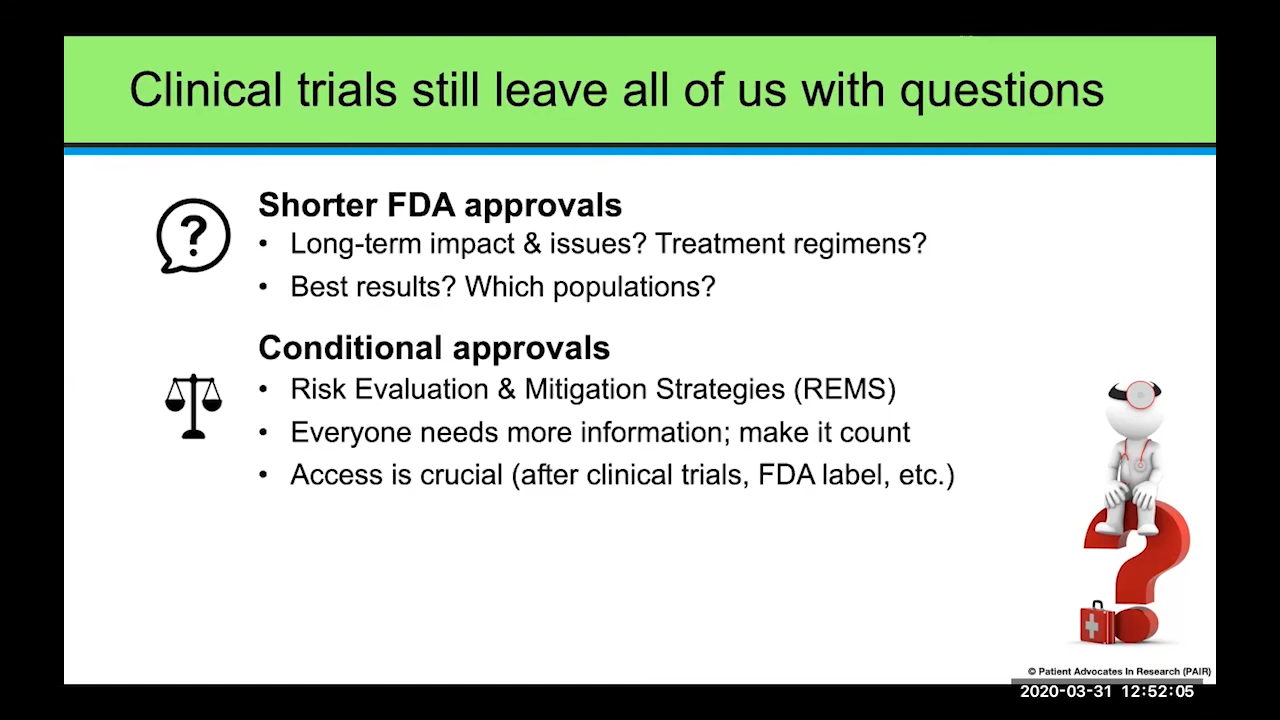 Clinical trials still leave all of us with questions
?
Shorter FDA approvals
• Long-term impact & issues? Treatment regimens?
• Best results? Which populations?
Conditional approvals
• Risk Evaluation & Mitigation Strategies (REMS)
• Everyone needs more information; make it count
• Access is crucial (after clinical trials, FDA label, etc.)
?
© Patient Advocates In Research (PAIR)
2020-03-31 12:52:05